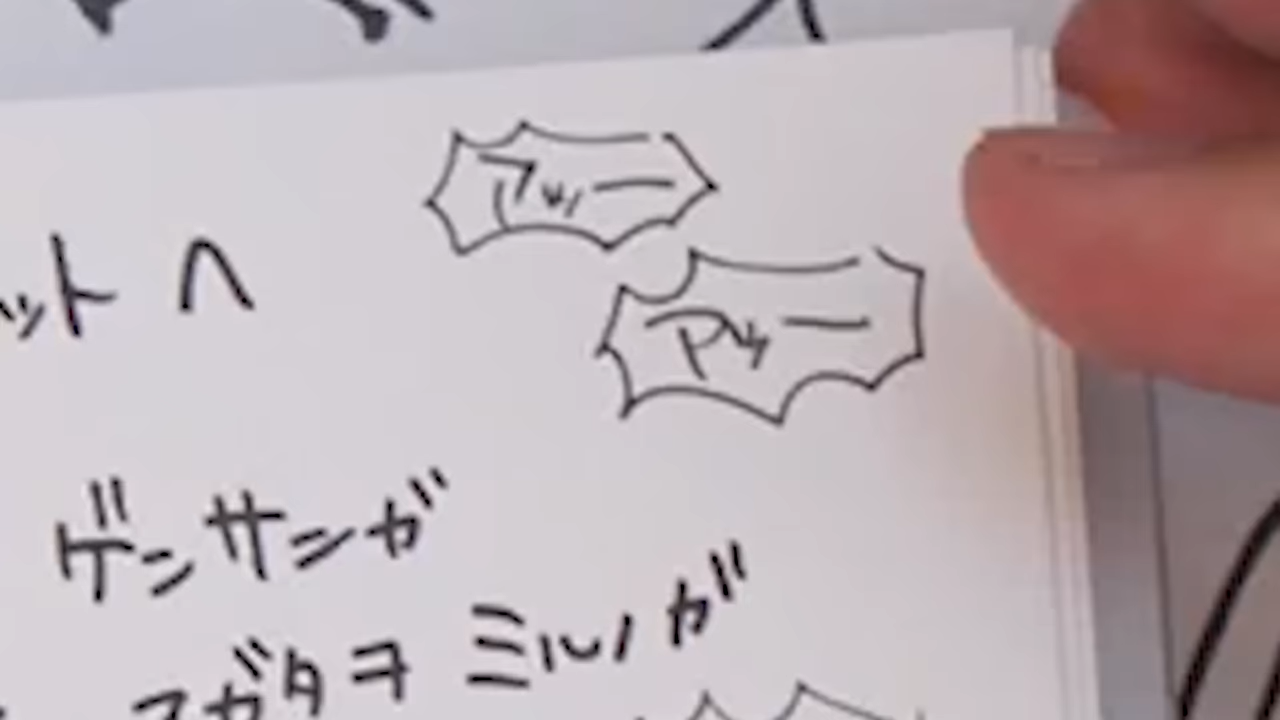 ワッー
アッー
ットへ
ゲンサンガ
スガタヲ ミルノガ